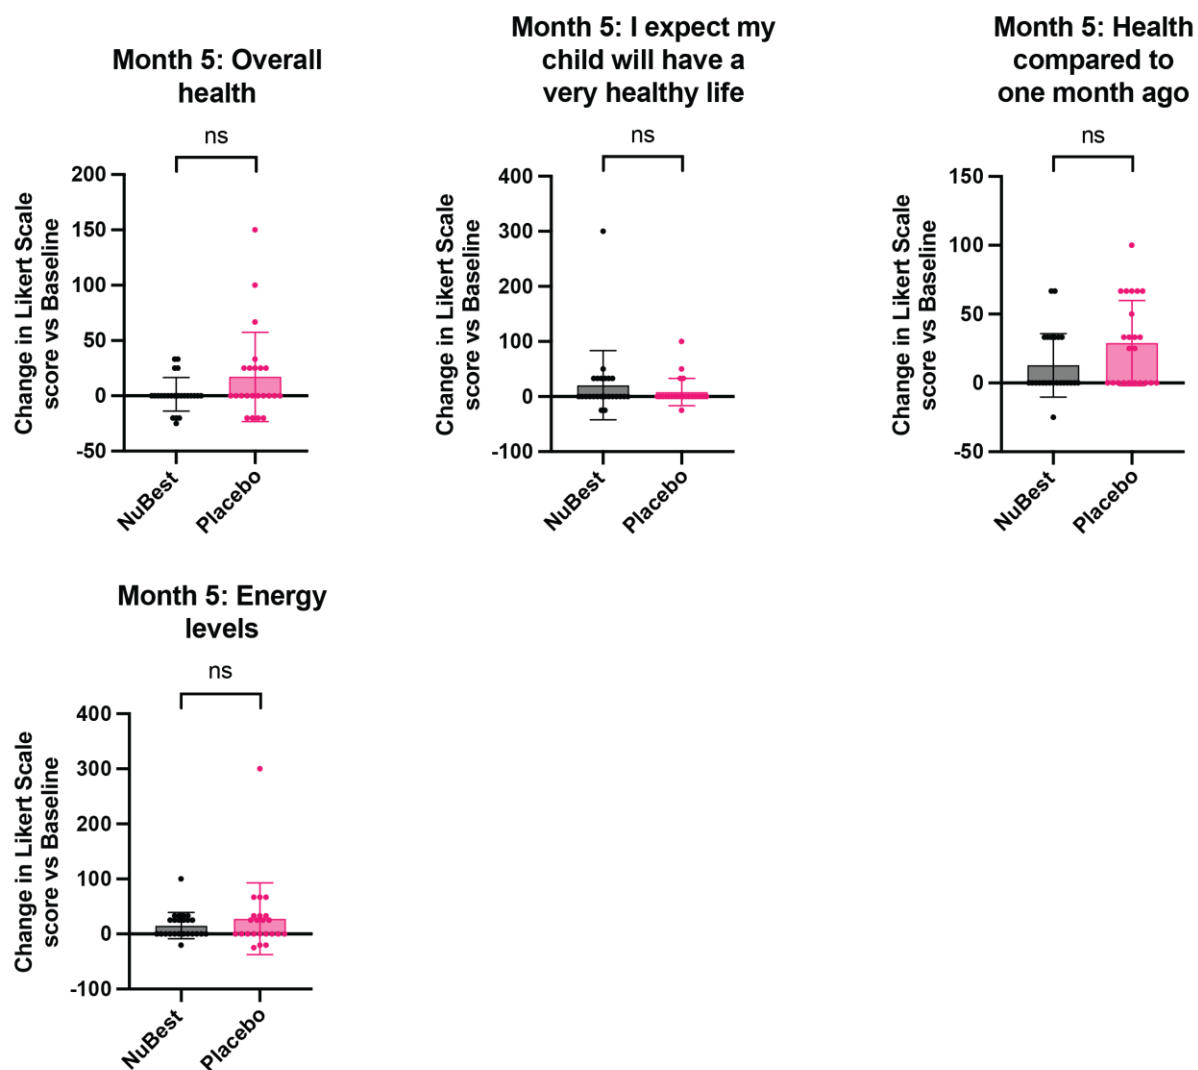 Month 5: Overall
health
ns
Change in Likert Scale
score vs Baseline
200
150
100
50
0
-50
NuBest
Placebo
Month 5: I expect my
child will have a
very healthy life
ns
Change in Likert Scale
score vs Baseline
400
300
200
100
0
-100
NuBest
Placebo
Month 5: Health
compared to
one month ago
ns
Change in Likert Scale
score vs Baseline
150
100
50
0
-50
NuBest
Placebo
Month 5: Energy
levels
ns
Change in Likert Scale
score vs Baseline
400
300
200
100
0
-100
NuBest
Placebo